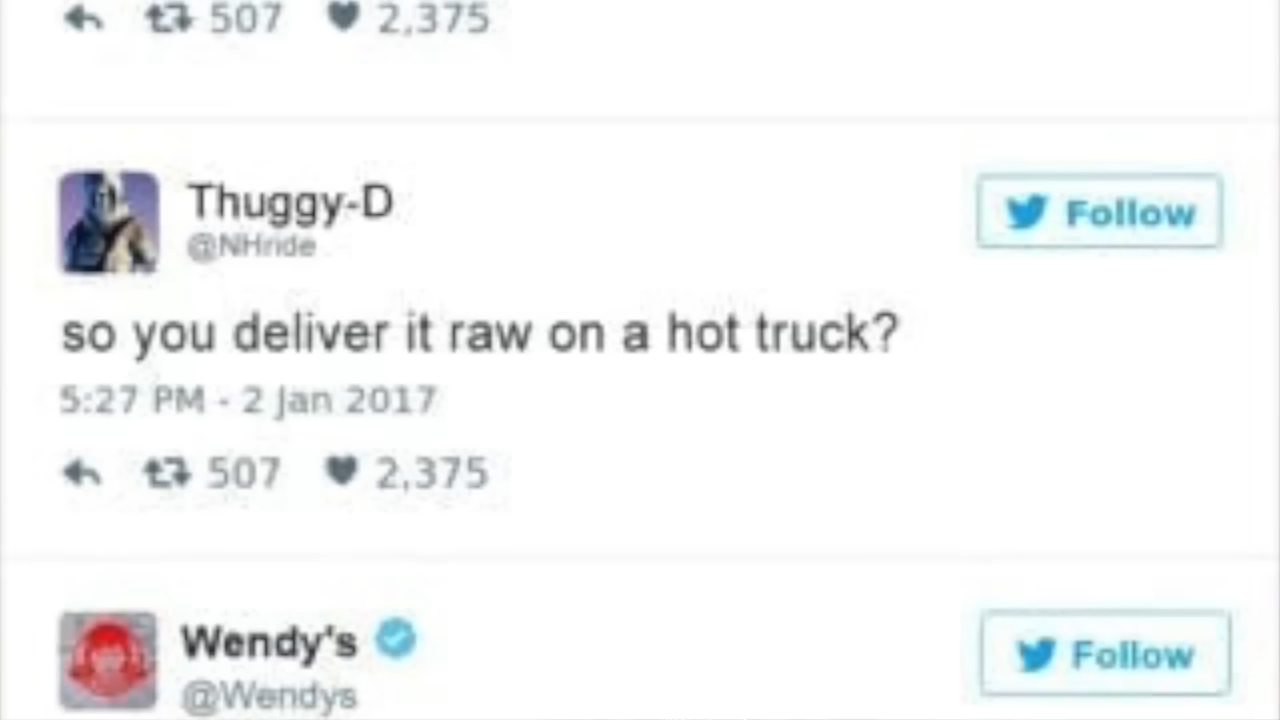 507 2,375
Thuggy-D
Follow
@NHride
so you deliver it raw on a hot truck?
5:27 PM - 2 Jan 2017
507 2,375
Wendy's
Follow
@Wendys